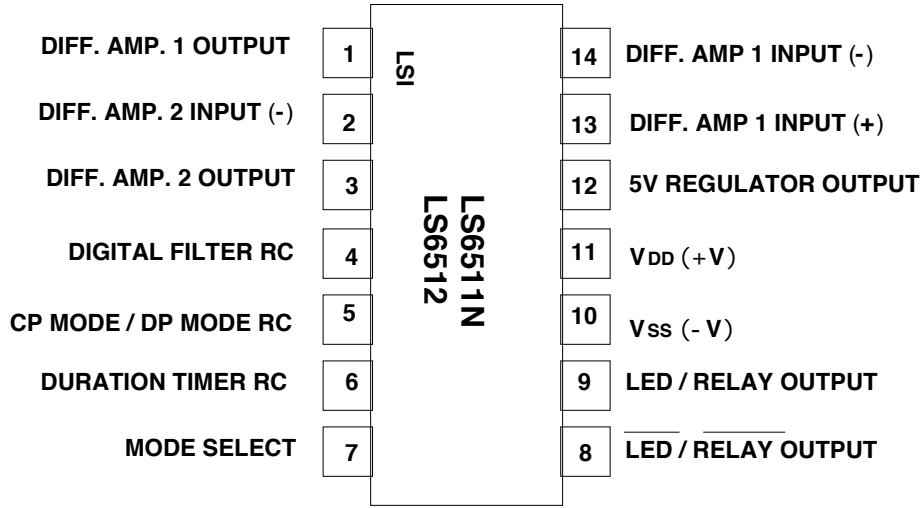 DIFF. AMP. 1 OUTPUT
DIFF. AMP. 2 INPUT (-)
DIFF. AMP. 2 OUTPUT
DIGITAL FILTER RC
CP MODE / DP MODE RC
DURATION TIMER RC
MODE SELECT
1
2
3
4
5
6
7
LSI
LS6511N
LS6512
14
13
12
11
10
9
8
DIFF. AMP 1 INPUT (-)
DIFF. AMP 1 INPUT (+)
5V REGULATOR OUTPUT
VDD (+V)
VSS (-V)
LED / RELAY OUTPUT
LED / RELAY OUTPUT